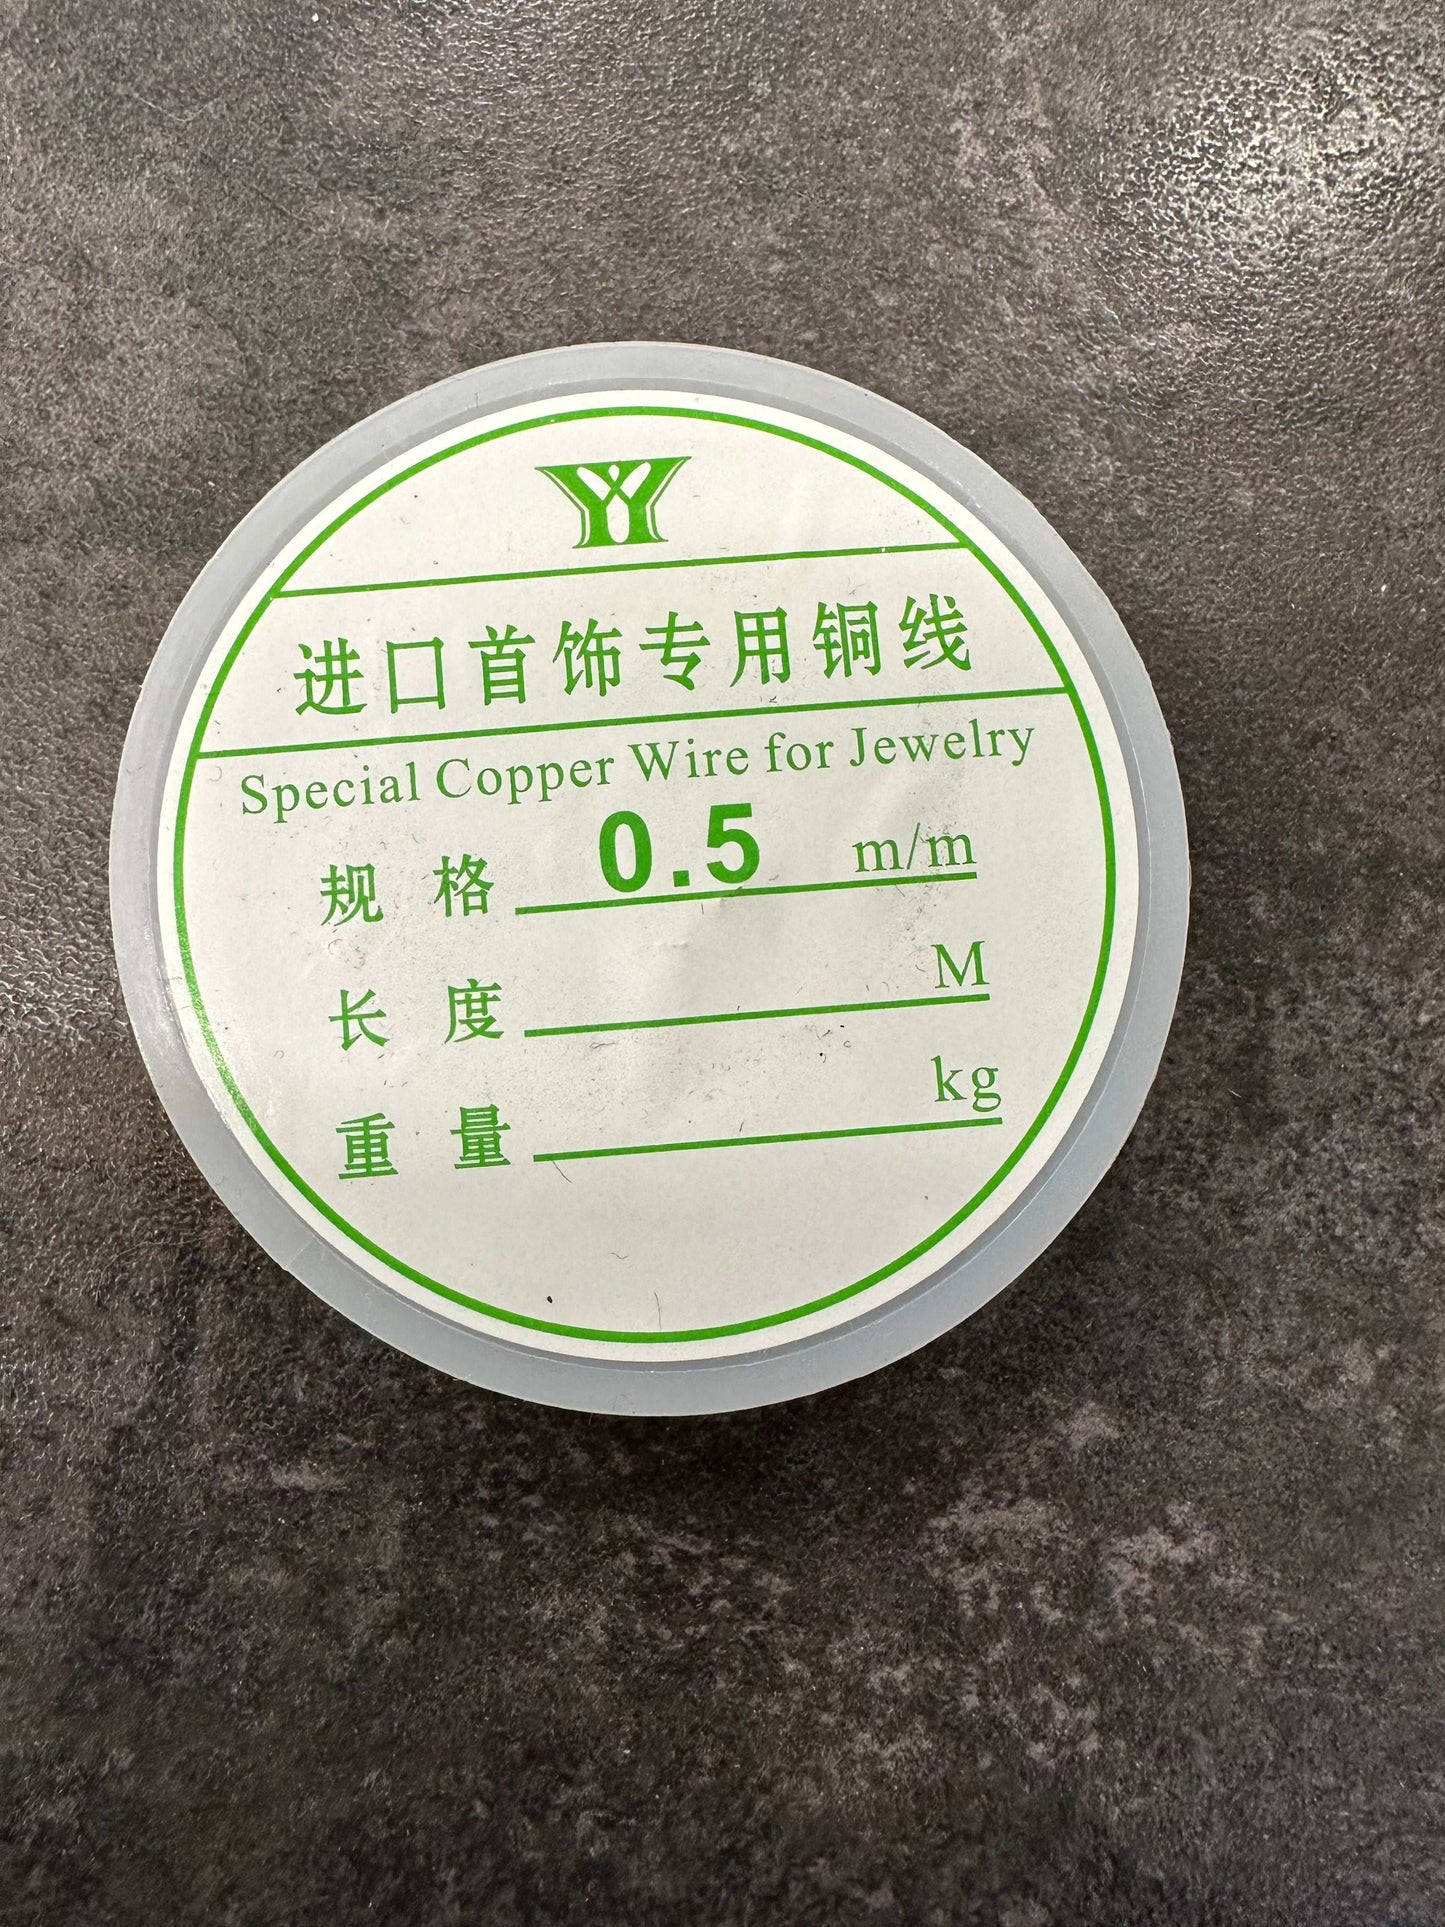 进口首饰专用铜线
Special Copper Wire for Jewelry
规 格 0.5 m/m
长 度 M
重 量 kg